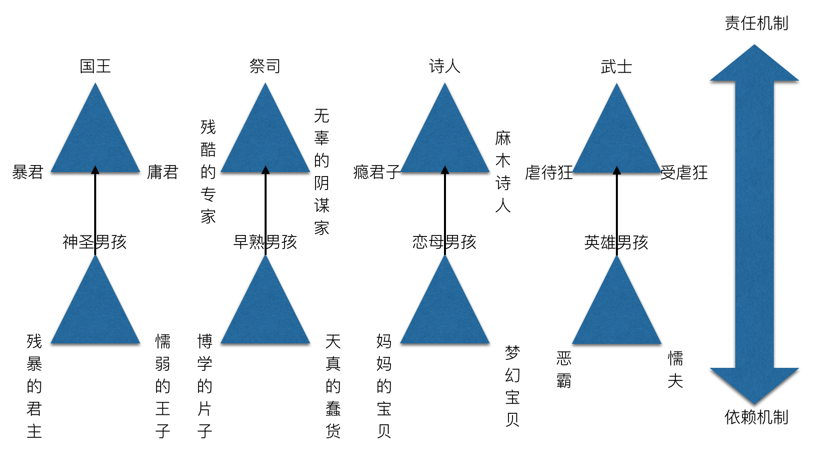 责任机制
国王
祭司
诗人
武士
暴君
庸君
残酷的专家
无辜的阴谋家
瘾君子
麻木诗人
虐待狂
受虐狂
神圣男孩
早熟男孩
恋母男孩
英雄男孩
残暴的君主
懦弱的王子
博学的片子
天真的蠢货
妈妈的宝贝
梦幻宝贝
恶霸
懦夫
依赖机制